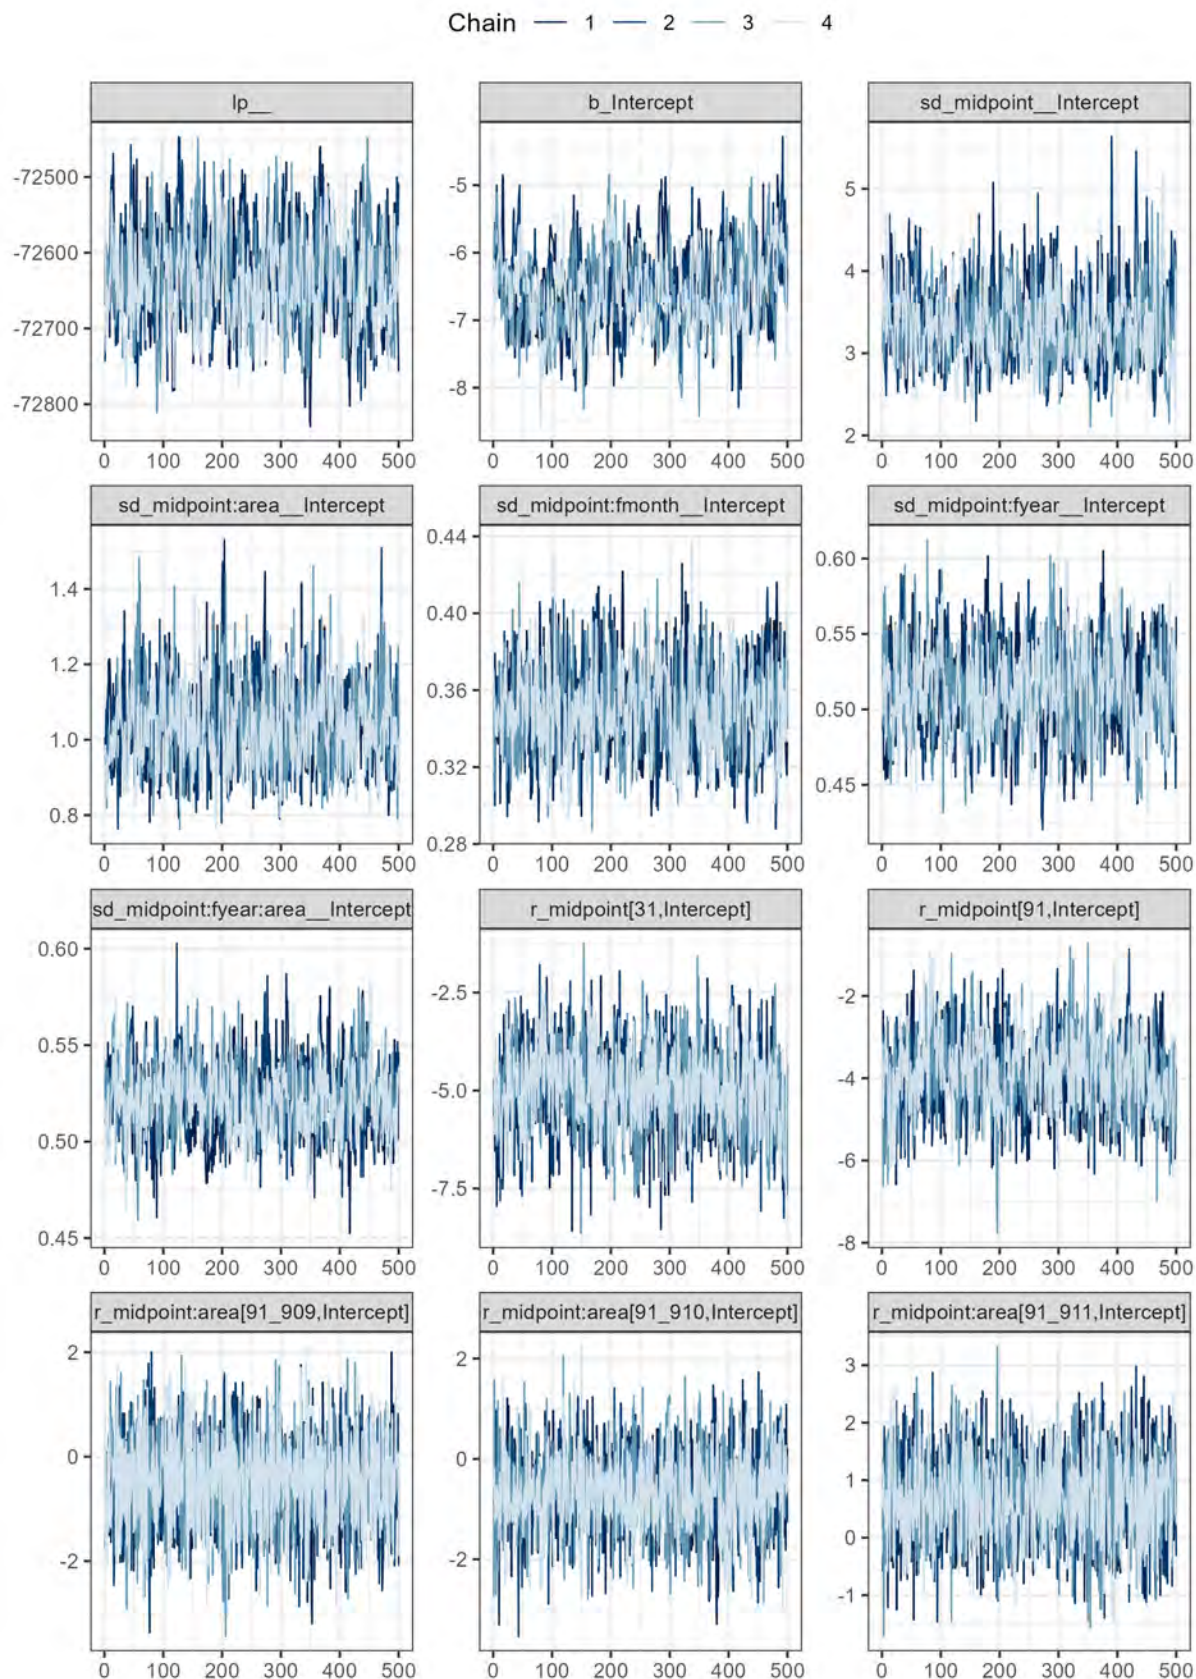 Chain 1 2 3 4
lp__ b_Intercept sd_midpoint__Intercept
-72500 -72600 -72700 -72800
-5 -6 -7 -8
5 4 3 2
0 100 200 300 400 500 0 100 200 300 400 500 0 100 200 300 400 500
sd_midpoint:area__Intercept sd_midpoint:fmonth__Intercept sd_midpoint:fyear__Intercept
1.4 1.2 1.0 0.8
0.44 0.40 0.36 0.32 0.28
0.60 0.55 0.50 0.45
0 100 200 300 400 500 0 100 200 300 400 500 0 100 200 300 400 500
sd_midpoint:fyear:area__Intercept r_midpoint[31,Intercept] r_midpoint[91,Intercept]
0.60 0.55 0.50 0.45
-2.5 -5.0 -7.5
-2 -4 -6 -8
0 100 200 300 400 500 0 100 200 300 400 500 0 100 200 300 400 500
r_midpoint:area[91_909,Intercept] r_midpoint:area[91_910,Intercept] r_midpoint:area[91_911,Intercept]
2 0 -2
2 0 -2
3 2 1 0 -1
0 100 200 300 400 500 0 100 200 300 400 500 0 100 200 300 400 500